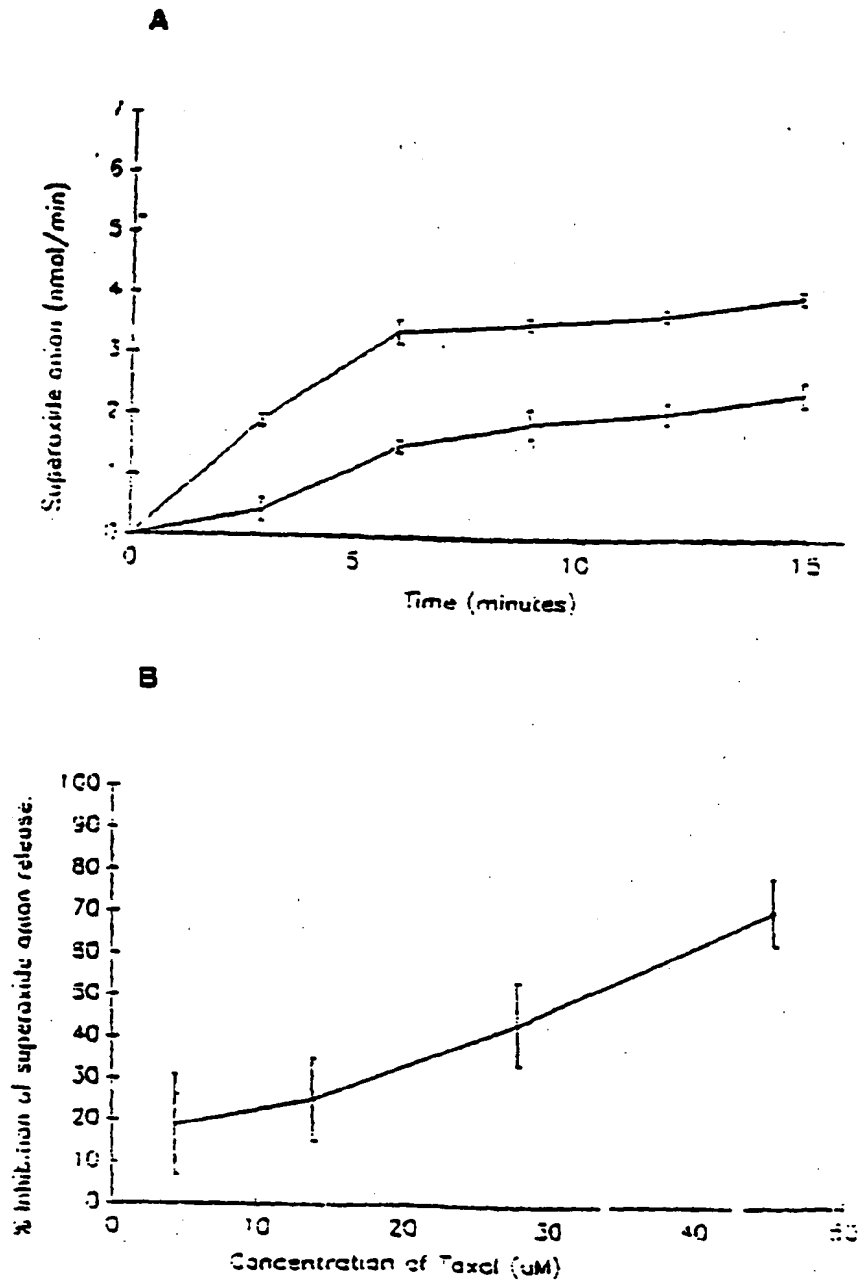 A
Superoxide anion (nmol/min)
7
6
5
4
3
2
1
0
0 5 10 15
Time (minutes)
B
% Inhibition of superoxide anion release.
100
90
80
70
60
50
40
30
20
10
0
0 10 20 30 40 50
Concentration of Taxol (uM)